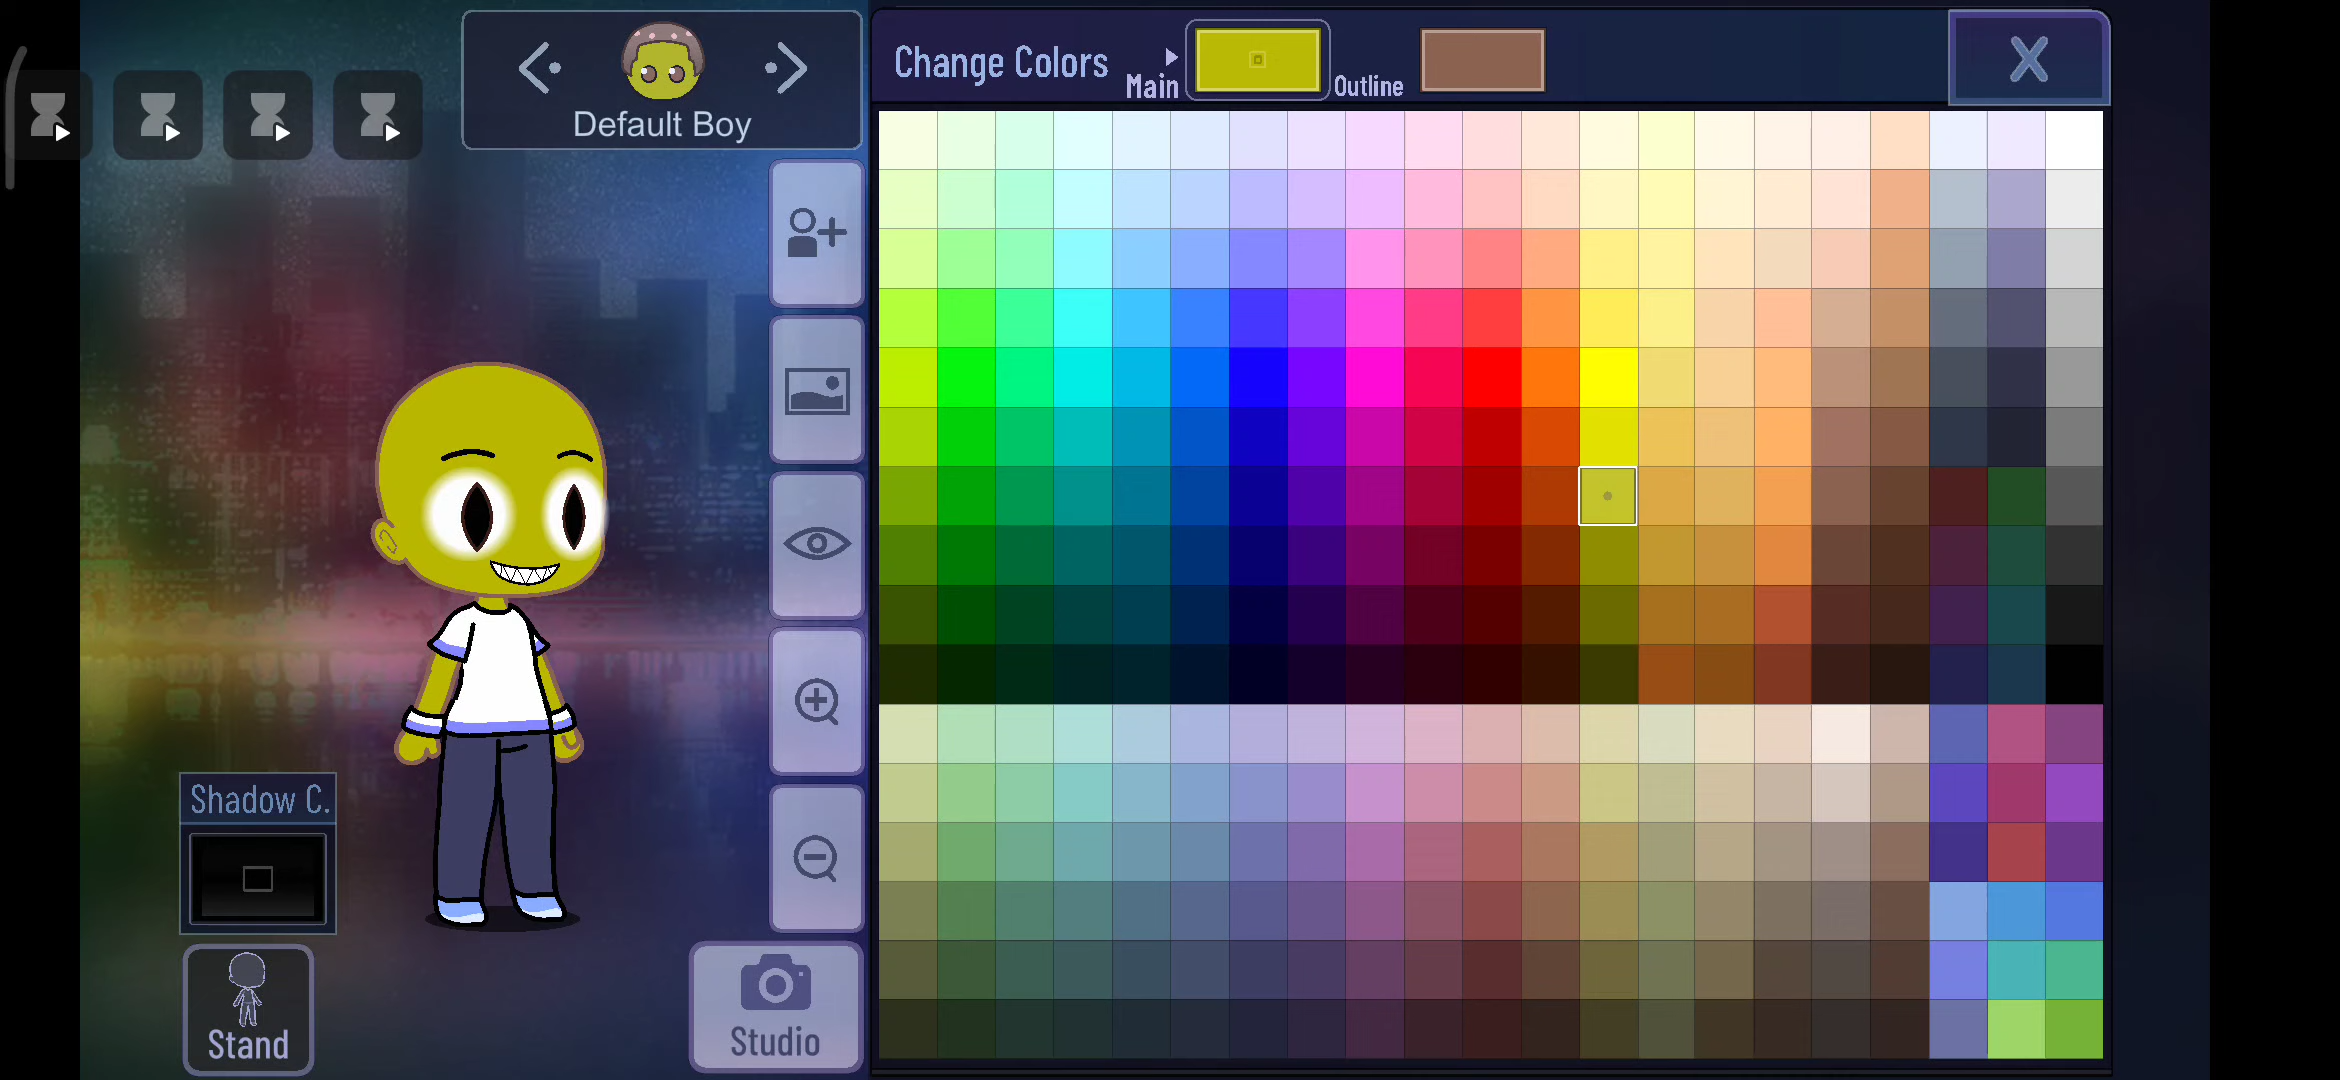 Default Boy
Change Colors
Main
Outline
X
Shadow C.
Stand
Studio